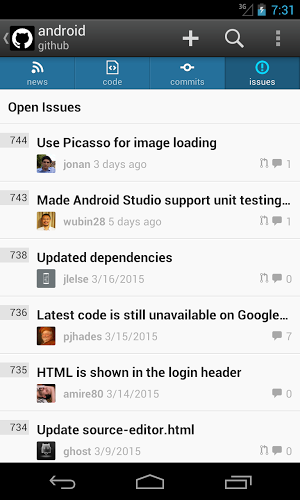 3G 7:31
android
github
news code commits issues
Open Issues
744 Use Picasso for image loading
jonan 3 days ago 1
743 Made Android Studio support unit testing...
wubin28 5 days ago 1
738 Updated dependencies
jlelse 3/16/2015 0
736 Latest code is still unavailable on Google...
pjhades 3/15/2015 7
735 HTML is shown in the login header
amire80 3/14/2015 0
734 Update source-editor.html
ghost 3/9/2015 0